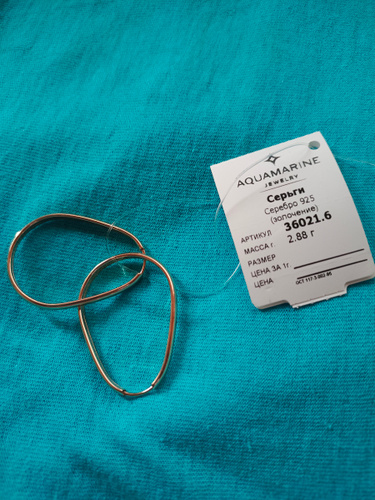 AQUAMARINE
JEWELRY
Серьги
Серебро 925
(золочение)
АРТИКУЛ 36021.6
МАССА г. 2.88 г
РАЗМЕР
ЦЕНА ЗА 1г.
ЦЕНА